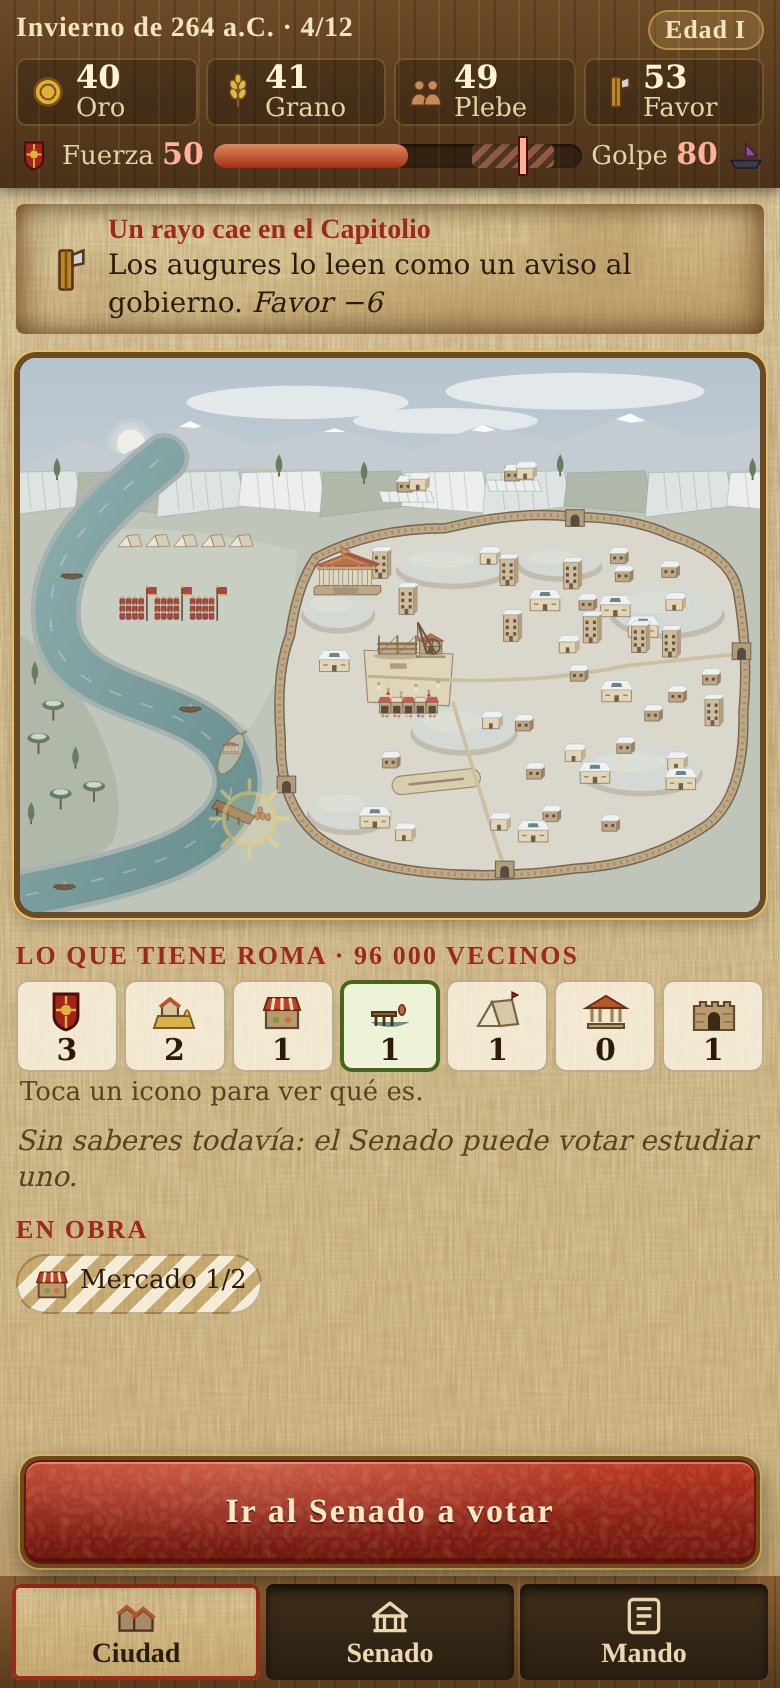 Invierno de 264 a.C. · 4/12
Edad I
40
Oro
41
Grano
49
Plebe
53
Favor
Fuerza 50
Golpe 80
Un rayo cae en el Capitolio
Los augures lo leen como un aviso al
gobierno. Favor −6
LO QUE TIENE ROMA · 96 000 VECINOS
3
2
1
1
1
0
1
Toca un icono para ver qué es.
Sin saberes todavía: el Senado puede votar estudiar
uno.
EN OBRA
Mercado 1/2
Ir al Senado a votar
Ciudad
Senado
Mando